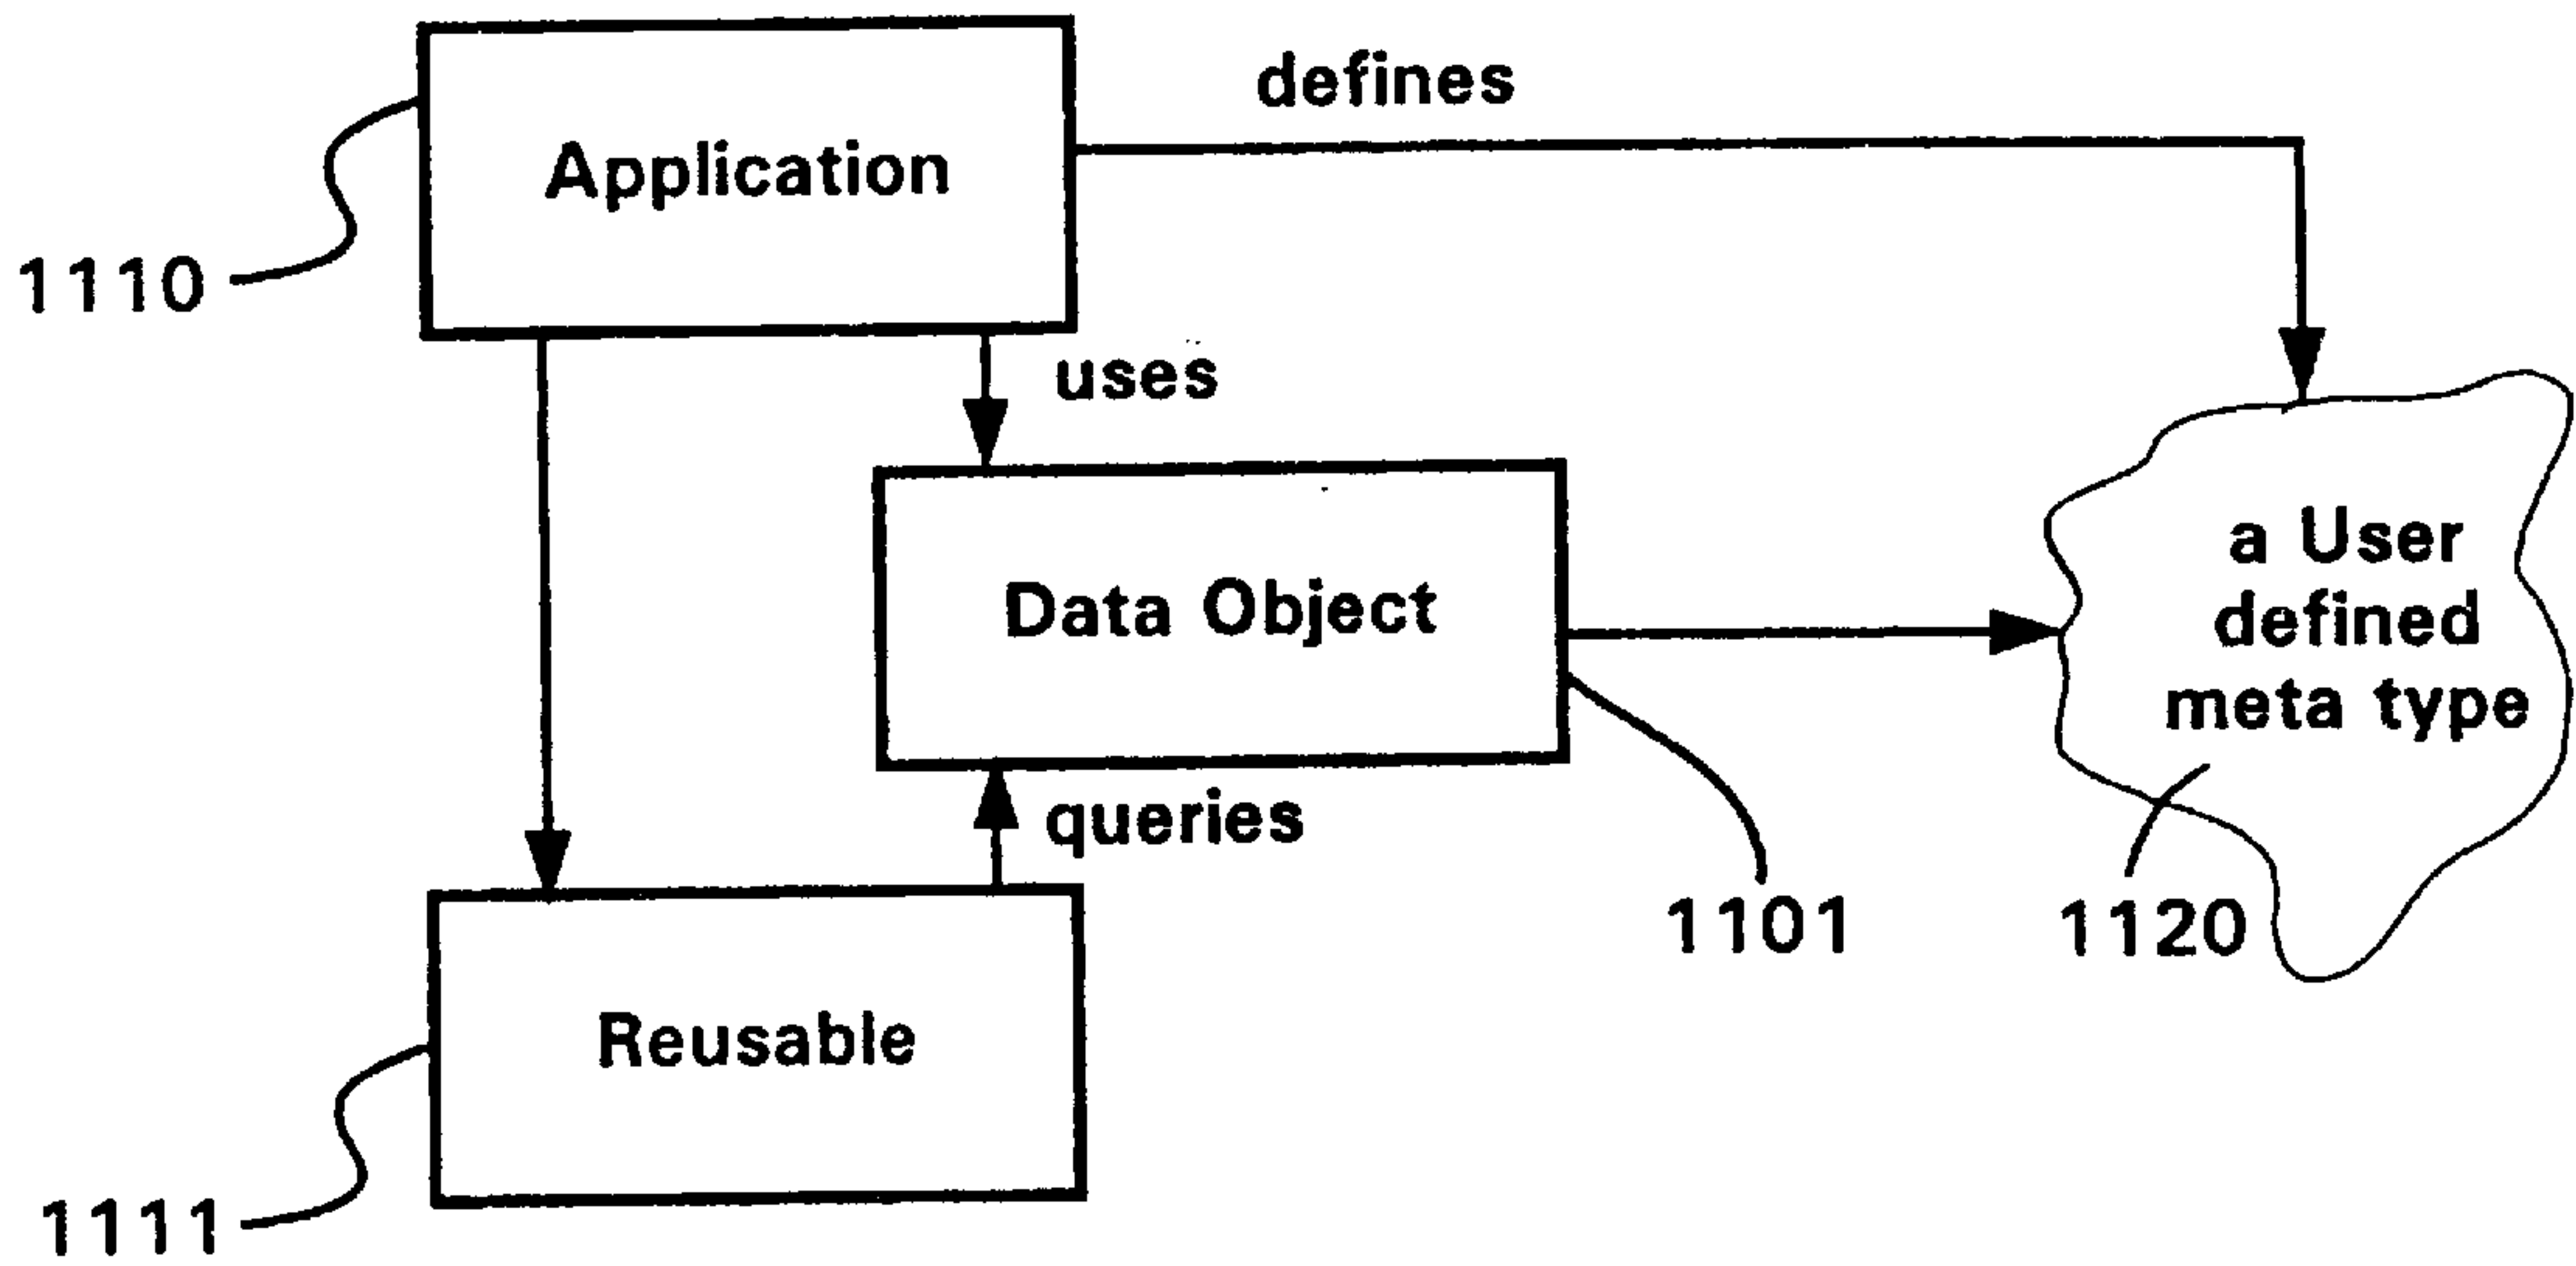 defines
Application
1110
uses
Data Object
a User
defined
meta type
queries
1101
1120
Reusable
1111